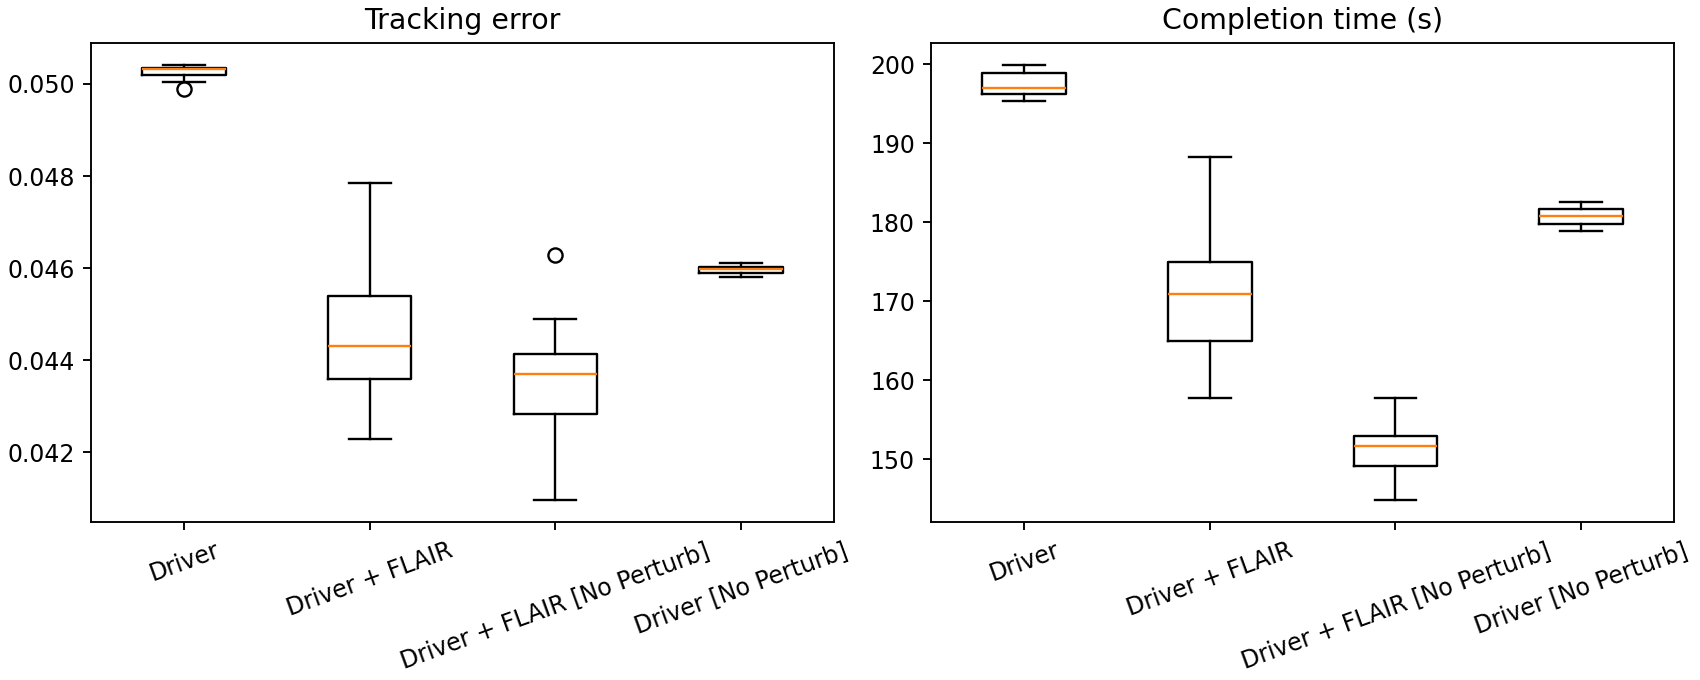 Tracking error
0.050
0.048
0.046
0.044
0.042
Driver
Driver + FLAIR
Driver + FLAIR [No Perturb]
Driver [No Perturb]
Completion time (s)
200
190
180
170
160
150
Driver
Driver + FLAIR
Driver + FLAIR [No Perturb]
Driver [No Perturb]